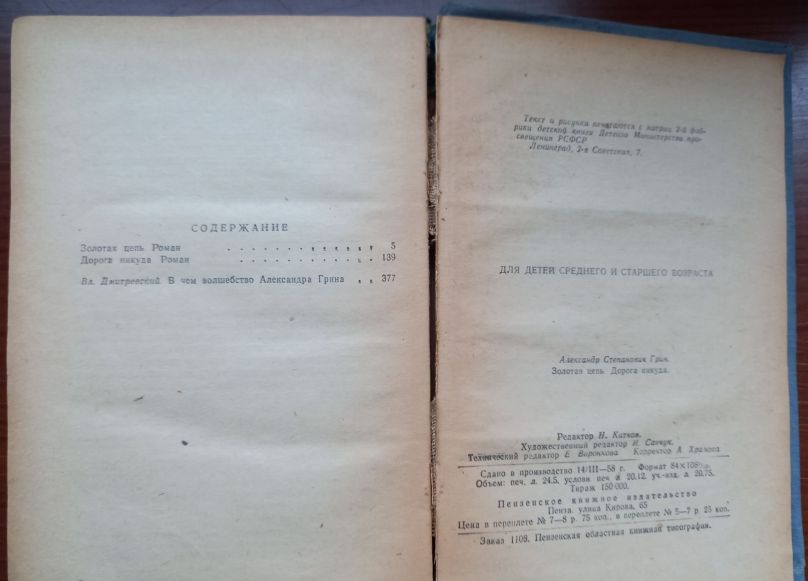 СОДЕРЖАНИЕ
Золотая цепь Роман . . . . . . . . . . . 5
Дорога никуда Роман . . . . . . . . . . 139
Вл. Дмитревский. В чем волшебство Александра Грина . . 377
Текст и рисунки печатаются с матриц 2-й фаб-
рики детской книги Детгиза Министерства про-
свещения РСФСР
Ленинград, 2-я Советская, 7.
ДЛЯ ДЕТЕЙ СРЕДНЕГО И СТАРШЕГО ВОЗРАСТА
Александр Степанович Грин.
Золотая цепь. Дорога никуда.
Редактор Н. Катков.
Художественный редактор И. Савчук.
Технический редактор Е. Воронкова Корректор А. Храмова
Сдано в производство 14/III—58 г. Формат 84×108
Объем: печ. л. 24.5, услови печ л 20.12. уч.-изд. л 20.75.
Тираж 150 000.
Пензенское книжное издательство
Пенза, улица Кирова, 65
Цена в переплете № 7—8 р. 75 коп., в переплете № 5—7 р 25 коп.
Заказ 1108. Пензенская областная книжная типография.